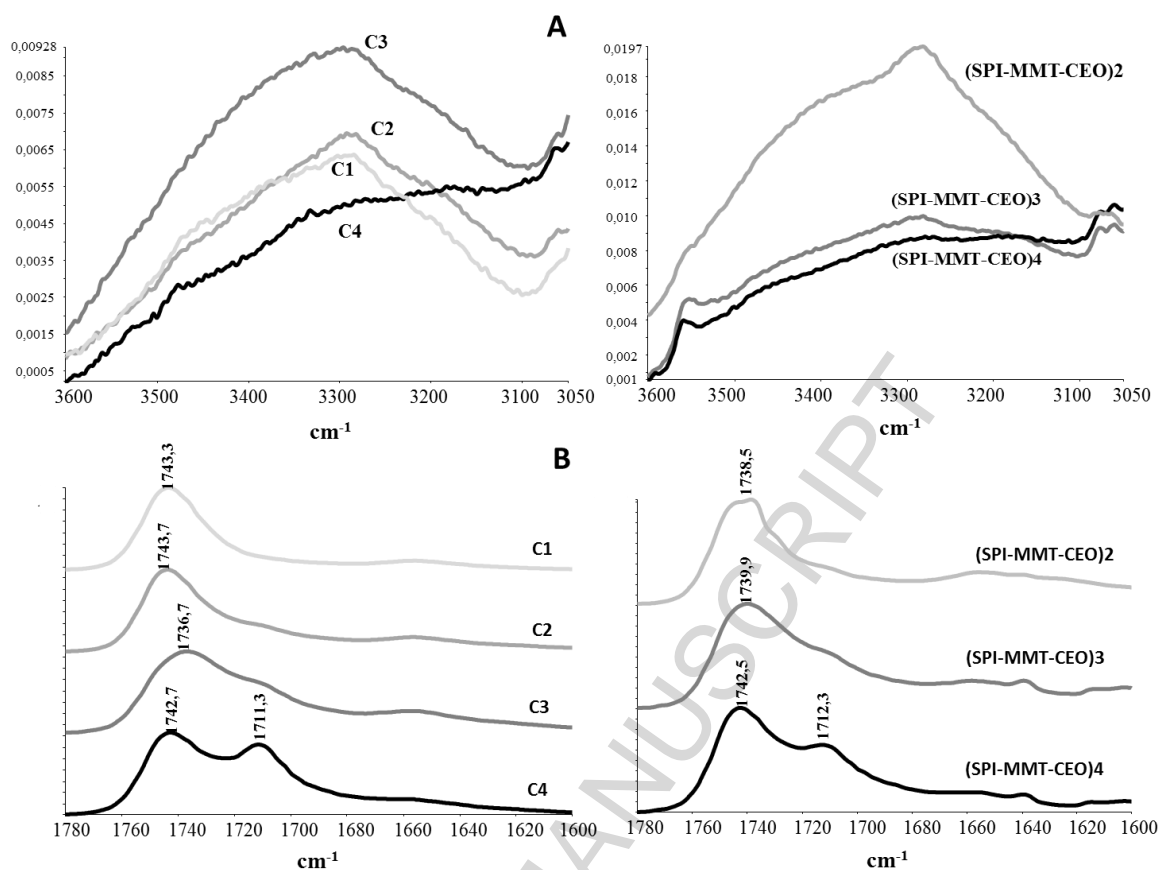 A
0,00928
0,0085
0,0075
0,0065
0,0055
0,0045
0,0035
0,0025
0,0015
0,0005
C3
C2
C1
C4
3600 3500 3400 3300 3200 3100 3050
cm-1
0,0197
0,018
0,016
0,014
0,012
0,010
0,008
0,006
0,004
0,001
(SPI-MMT-CEO)2
(SPI-MMT-CEO)3
(SPI-MMT-CEO)4
3600 3500 3400 3300 3200 3100 3050
cm-1
B
1743,3
C1
1743,7
C2
1736,7
C3
1742,7
1711,3
C4
1780 1760 1740 1720 1700 1680 1660 1640 1620 1600
cm-1
1738,5
(SPI-MMT-CEO)2
1739,9
(SPI-MMT-CEO)3
1742,5
1712,3
(SPI-MMT-CEO)4
1780 1760 1740 1720 1700 1680 1660 1640 1620 1600
cm-1
MANUSCRIPT